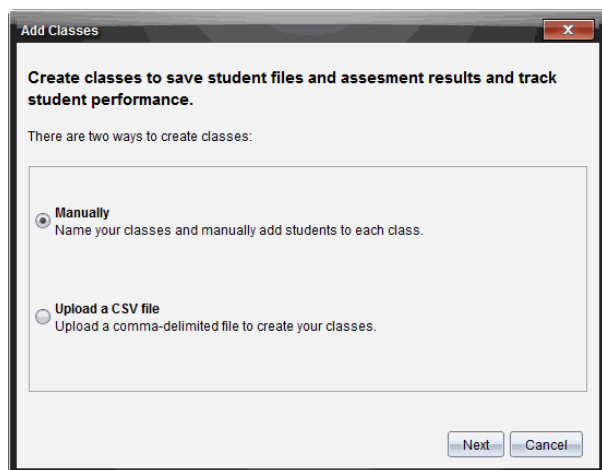 Add Classes
Create classes to save student files and assesment results and track
student performance.
There are two ways to create classes:
Manually
Name your classes and manually add students to each class.
Upload a CSV file
Upload a comma-delimited file to create your classes.
Next Cancel